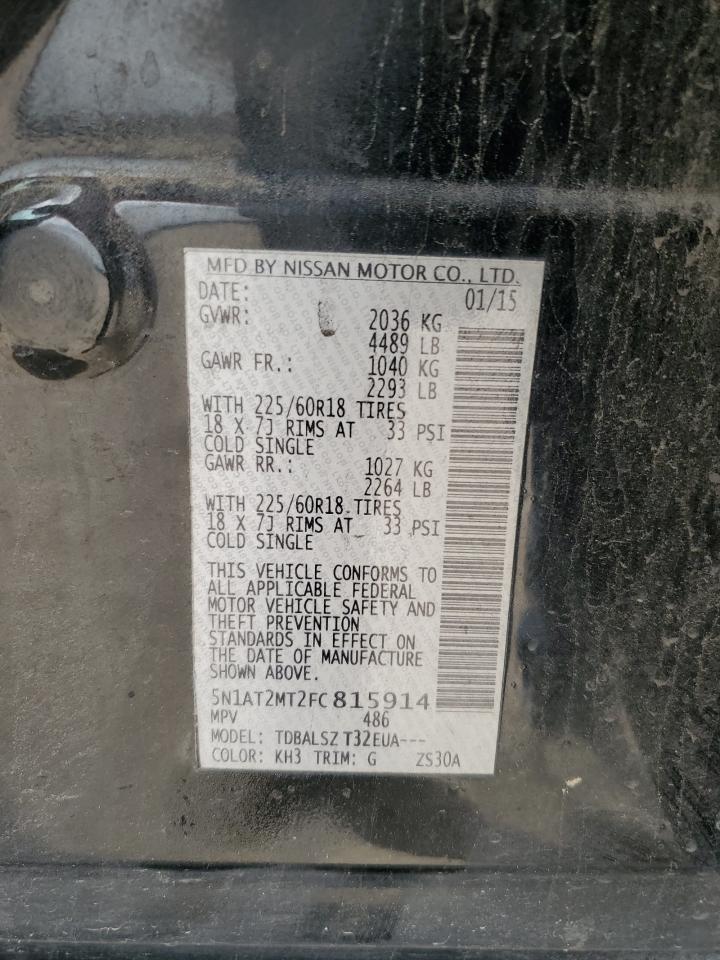 MFD BY NISSAN MOTOR CO., LTD.
DATE: 01/15
GVWR: 2036 KG
4489 LB
GAWR FR.: 1040 KG
2293 LB
WITH 225/60R18 TIRES
18 X 7J RIMS AT 33 PSI
COLD SINGLE
GAWR RR.: 1027 KG
2264 LB
WITH 225/60R18 TIRES
18 X 7J RIMS AT 33 PSI
COLD SINGLE
THIS VEHICLE CONFORMS TO
ALL APPLICABLE FEDERAL
MOTOR VEHICLE SAFETY AND
THEFT PREVENTION
STANDARDS IN EFFECT ON
THE DATE OF MANUFACTURE
SHOWN ABOVE.
5N1AT2MT2FC815914
MPV 486
MODEL: TDBALSZ T32EUA---
COLOR: KH3 TRIM: G ZS30A